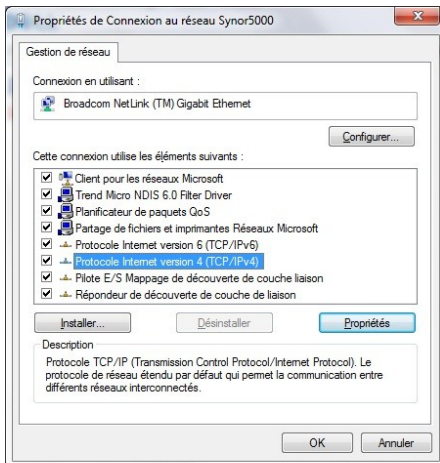 Propriétés de Connexion au réseau Synor5000
Gestion de réseau
Connexion en utilisant :
Broadcom NetLink (TM) Gigabit Ethernet
Configurer...
Cette connexion utilise les éléments suivants :
Client pour les réseaux Microsoft
Trend Micro NDIS 6.0 Filter Driver
Planificateur de paquets QoS
Partage de fichiers et imprimantes Réseaux Microsoft
Protocole Internet version 6 (TCP/IPv6)
Protocole Internet version 4 (TCP/IPv4)
Pilote E/S Mappage de découverte de couche liaison
Répondeur de découverte de couche de liaison
Installer...
Désinstaller
Propriétés
Description
Protocole TCP/IP (Transmission Control Protocol/Internet Protocol). Le
protocole de réseau étendu par défaut qui permet la communication entre
différents réseaux interconnectés.
OK
Annuler